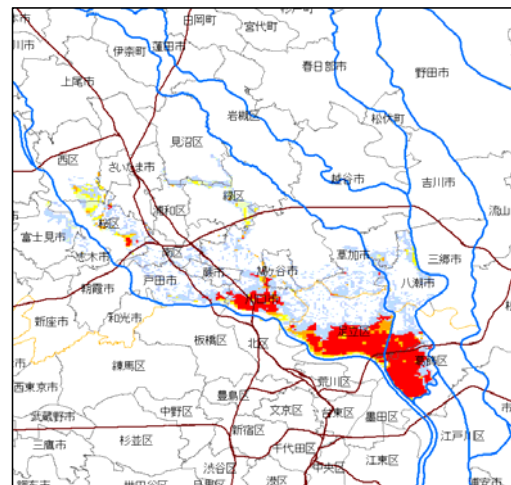 白岡町
宮代町
蓮田市
伊奈町
春日部市
野田市
上尾市
松伏町
岩槻区
見沼区
西区
さいたま市
越谷市
吉川市
緑区
流山市
浦和区
桜区
富士見市
南区
草加市
三郷市
志木市
鳩ヶ谷市
蕨市
戸田市
八潮市
朝霞市
川口市
和光市
新座市
足立区
板橋区
北区
葛飾区
練馬区
荒川区
西東京市
豊島区
文京区
台東区
墨田区
中野区
武蔵野市
新宿区
江戸川区
杉並区
千代田区
三鷹市
中央区
江東区
渋谷区
港区
浦安市